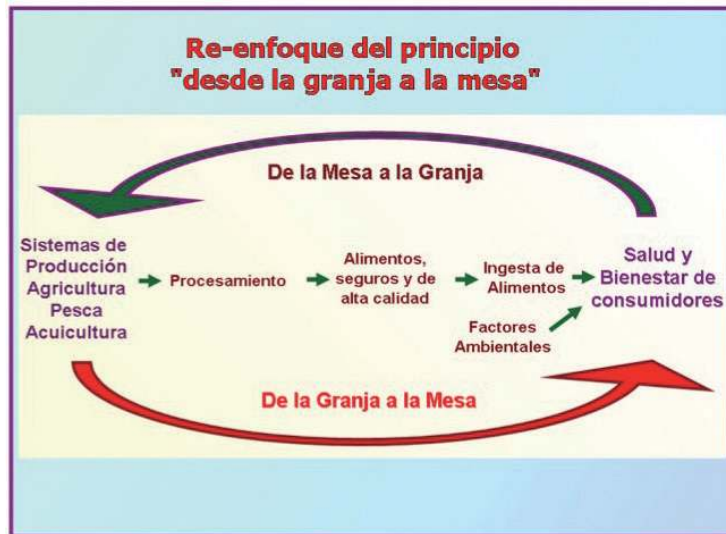 Re-enfoque del principio
"desde la granja a la mesa"
De la Mesa a la Granja
Sistemas de
Producción
Agricultura
Pesca
Acuicultura
Procesamiento
Alimentos,
seguros y de
alta calidad
Ingesta de
Alimentos
Factores
Ambientales
Salud y
Bienestar de
consumidores
De la Granja a la Mesa